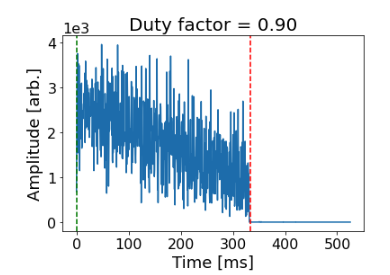 Duty factor = 0.90
1e3
4
3
2
1
0
Amplitude [arb.]
0 100 200 300 400 500
Time [ms]